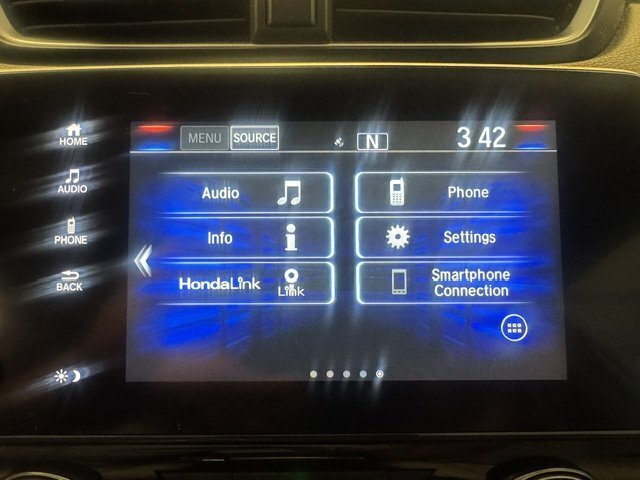 HOME
AUDIO
PHONE
BACK
MENU SOURCE N 3 42
Audio
Phone
Info
Settings
HondaLink Link
Smartphone
Connection